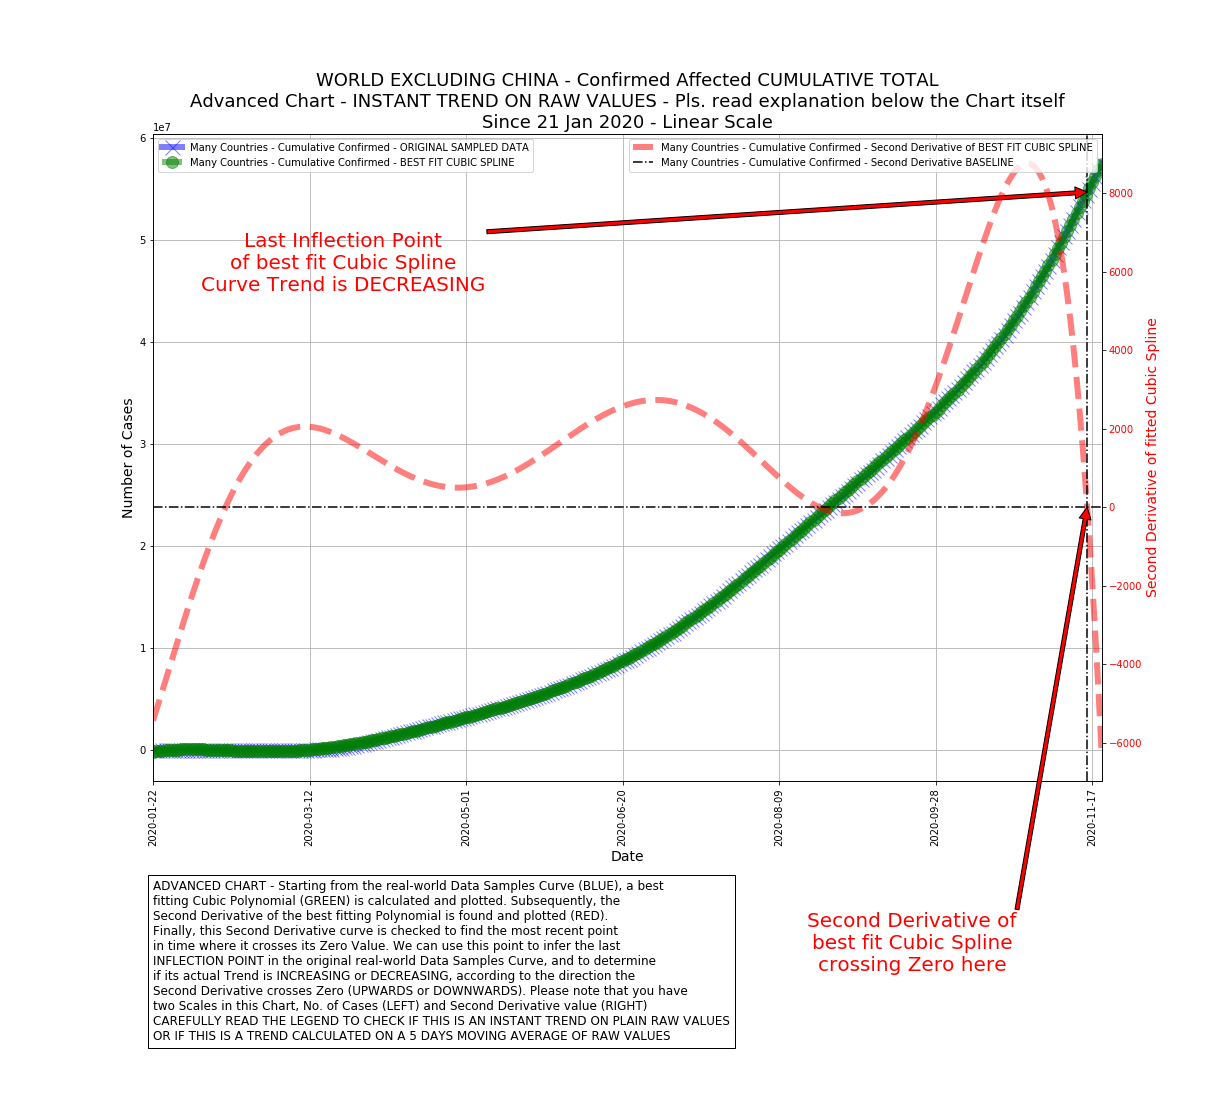 WORLD EXCLUDING CHINA - Confirmed Affected CUMULATIVE TOTAL
Advanced Chart - INSTANT TREND ON RAW VALUES - Pls. read explanation below the Chart itself
Since 21 Jan 2020 - Linear Scale
1e7
Many Countries - Cumulative Confirmed - ORIGINAL SAMPLED DATA
Many Countries - Cumulative Confirmed - BEST FIT CUBIC SPLINE
Many Countries - Cumulative Confirmed - Second Derivative of BEST FIT CUBIC SPLINE
Many Countries - Cumulative Confirmed - Second Derivative BASELINE
Last Inflection Point
of best fit Cubic Spline
Curve Trend is DECREASING
Number of Cases
6
5
4
3
2
1
0
8000
6000
4000
2000
0
−2000
−4000
−6000
Second Derivative of fitted Cubic Spline
2020-01-22
2020-03-12
2020-05-01
2020-06-20
2020-08-09
2020-09-28
2020-11-17
Date
ADVANCED CHART - Starting from the real-world Data Samples Curve (BLUE), a best
fitting Cubic Polynomial (GREEN) is calculated and plotted. Subsequently, the
Second Derivative of the best fitting Polynomial is found and plotted (RED).
Finally, this Second Derivative curve is checked to find the most recent point
in time where it crosses its Zero Value. We can use this point to infer the last
INFLECTION POINT in the original real-world Data Samples Curve, and to determine
if its actual Trend is INCREASING or DECREASING, according to the direction the
Second Derivative crosses Zero (UPWARDS or DOWNWARDS). Please note that you have
two Scales in this Chart, No. of Cases (LEFT) and Second Derivative value (RIGHT)
CAREFULLY READ THE LEGEND TO CHECK IF THIS IS AN INSTANT TREND ON PLAIN RAW VALUES
OR IF THIS IS A TREND CALCULATED ON A 5 DAYS MOVING AVERAGE OF RAW VALUES
Second Derivative of
best fit Cubic Spline
crossing Zero here